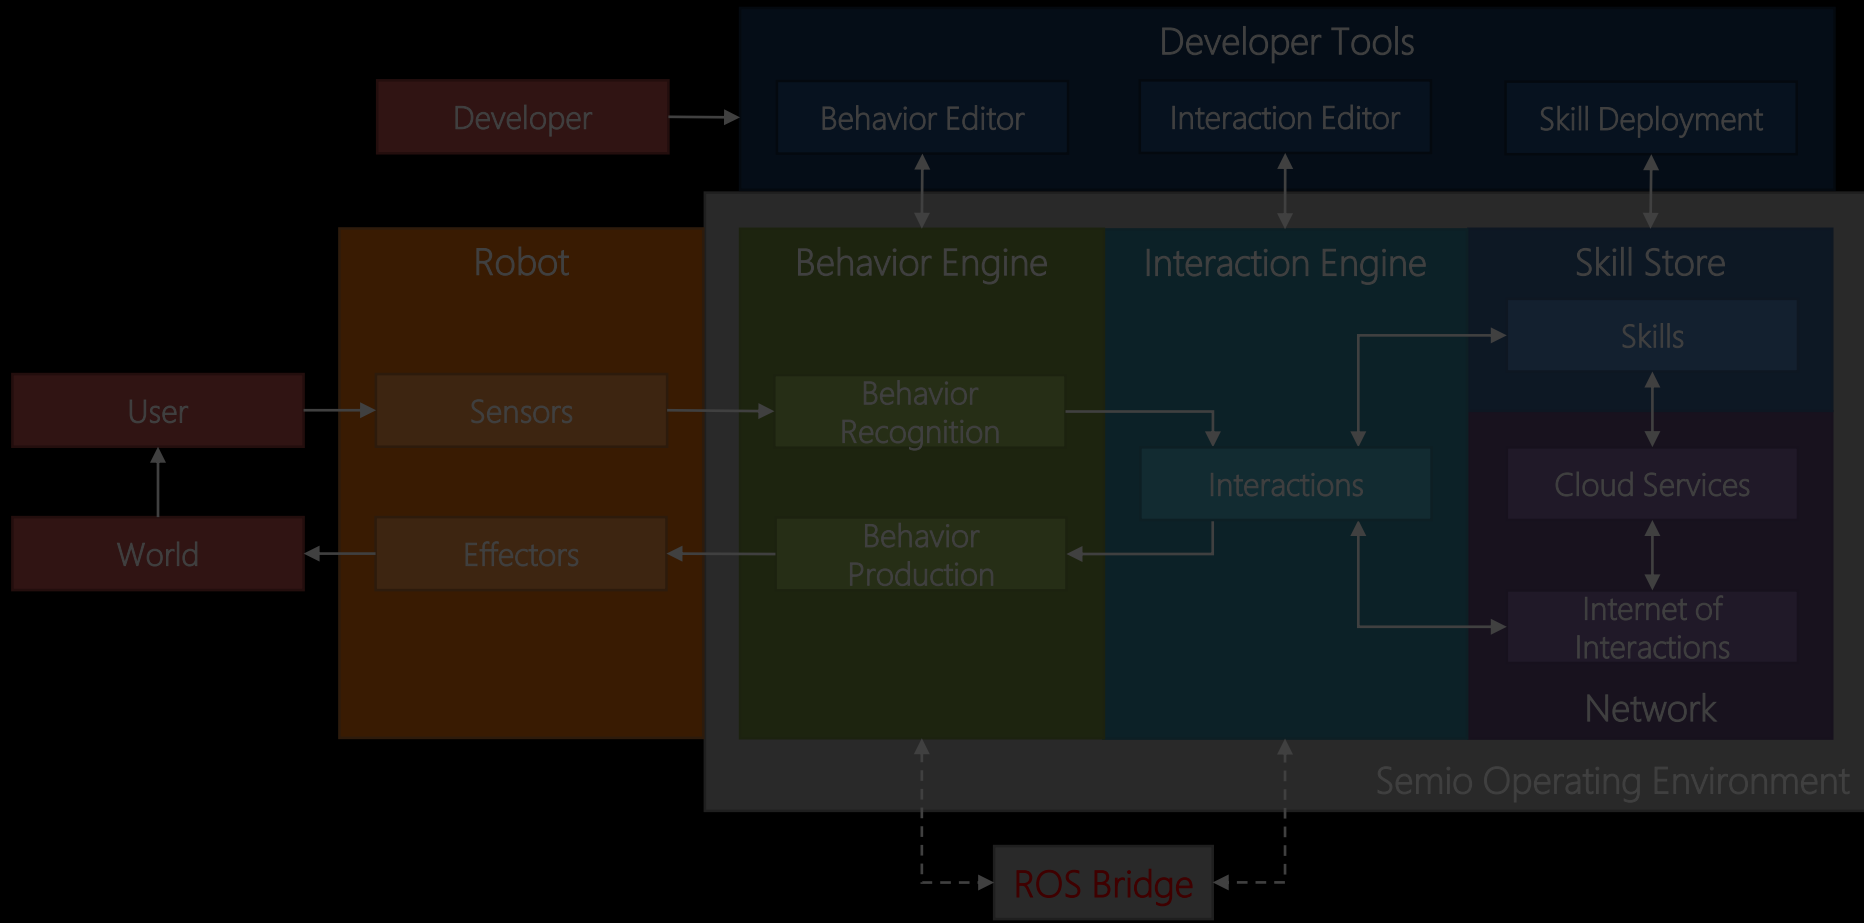 Developer Tools
Developer
Behavior Editor
Interaction Editor
Skill Deployment
Robot
Behavior Engine
Interaction Engine
Skill Store
Skills
User
Sensors
Behavior
Recognition
Interactions
Cloud Services
World
Effectors
Behavior
Production
Internet of
Interactions
Network
Semio Operating Environment
ROS Bridge